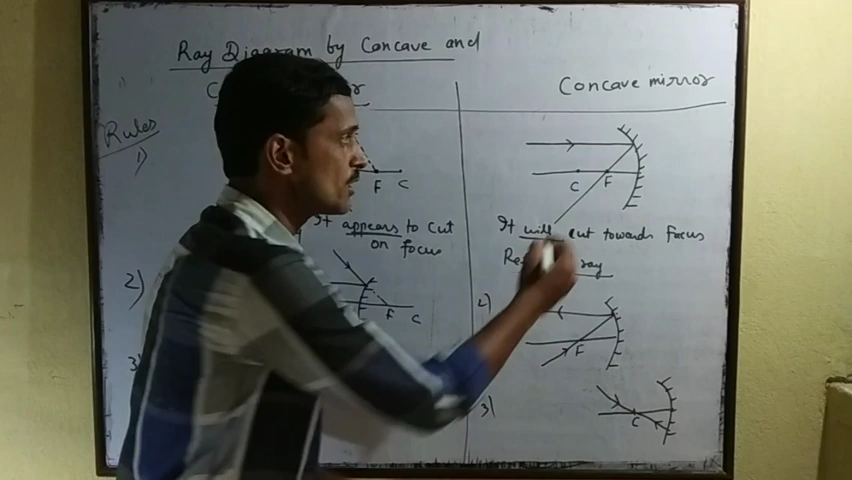 Ray Diagram by Concave and
Rules
1)
F C
It appears to cut
on focus
2)
F C
3)
Concave mirror
C F
It will cut towards focus
ray
2)
F
3)
C